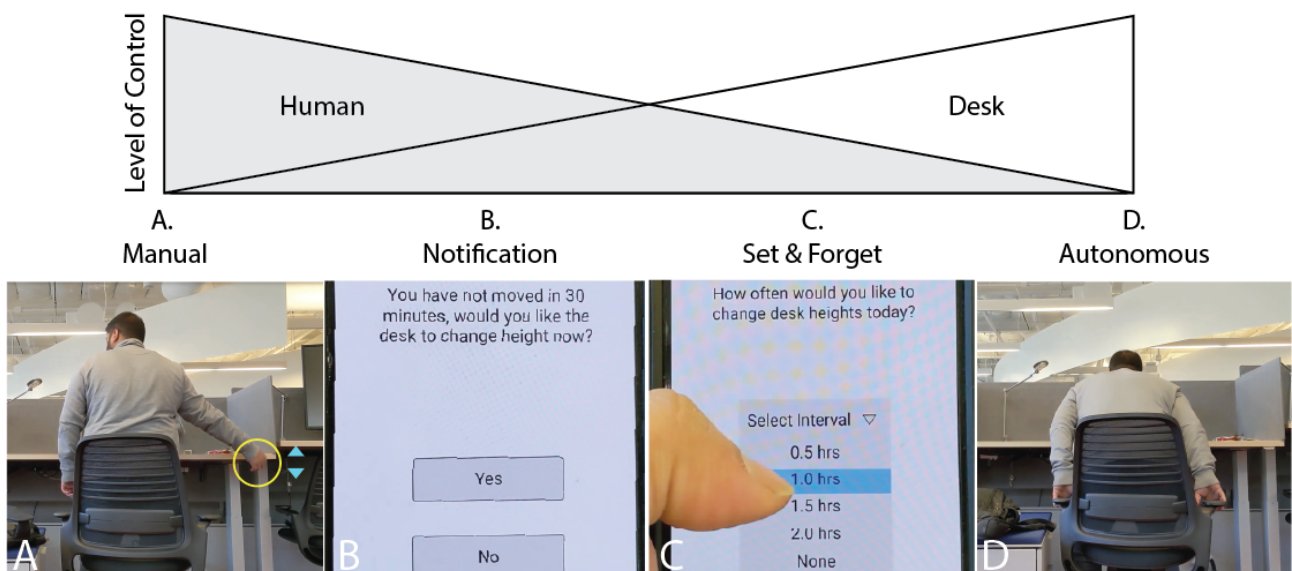 Level of Control
Human
Desk
A.
Manual
B.
Notification
C.
Set & Forget
D.
Autonomous
A
You have not moved in 30
minutes, would you like the
desk to change height now?
Yes
No
B
How often would you like to
change desk heights today?
Select Interval
0.5 hrs
1.0 hrs
1.5 hrs
2.0 hrs
None
C
D